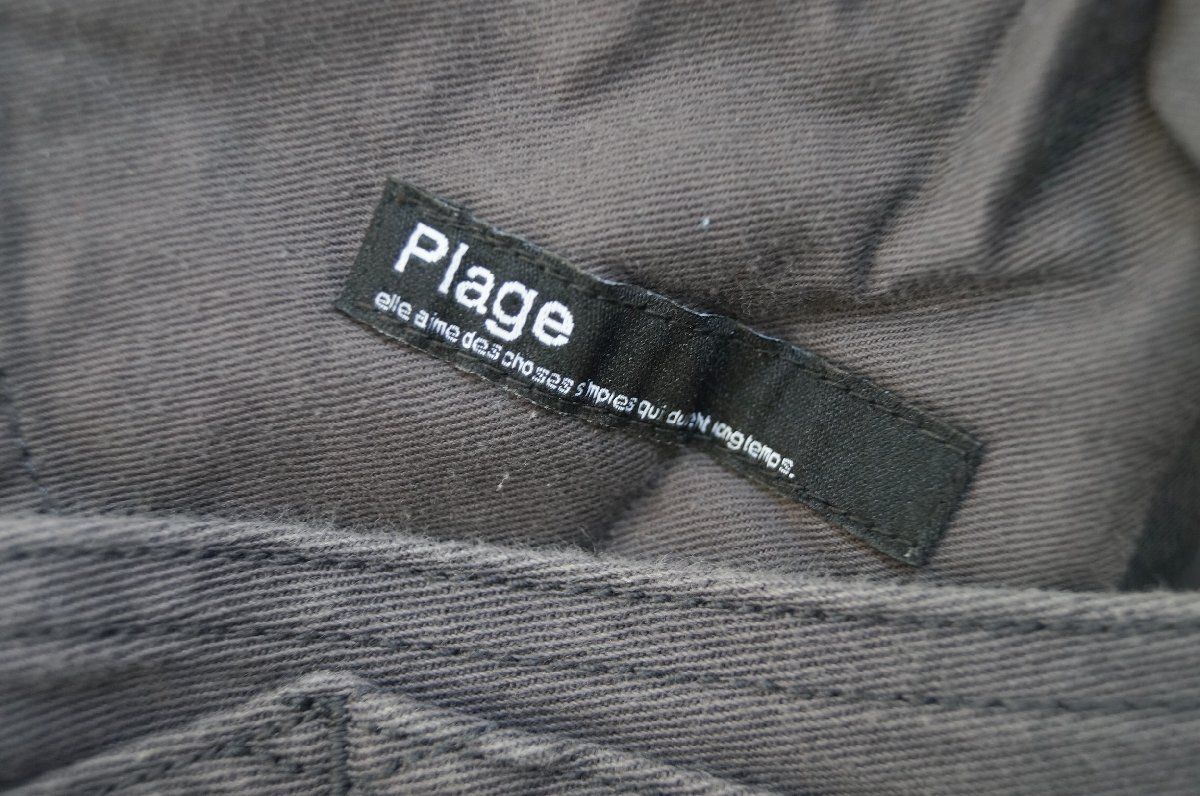 Plage
elle aime des choses simples qui durent longtemps.